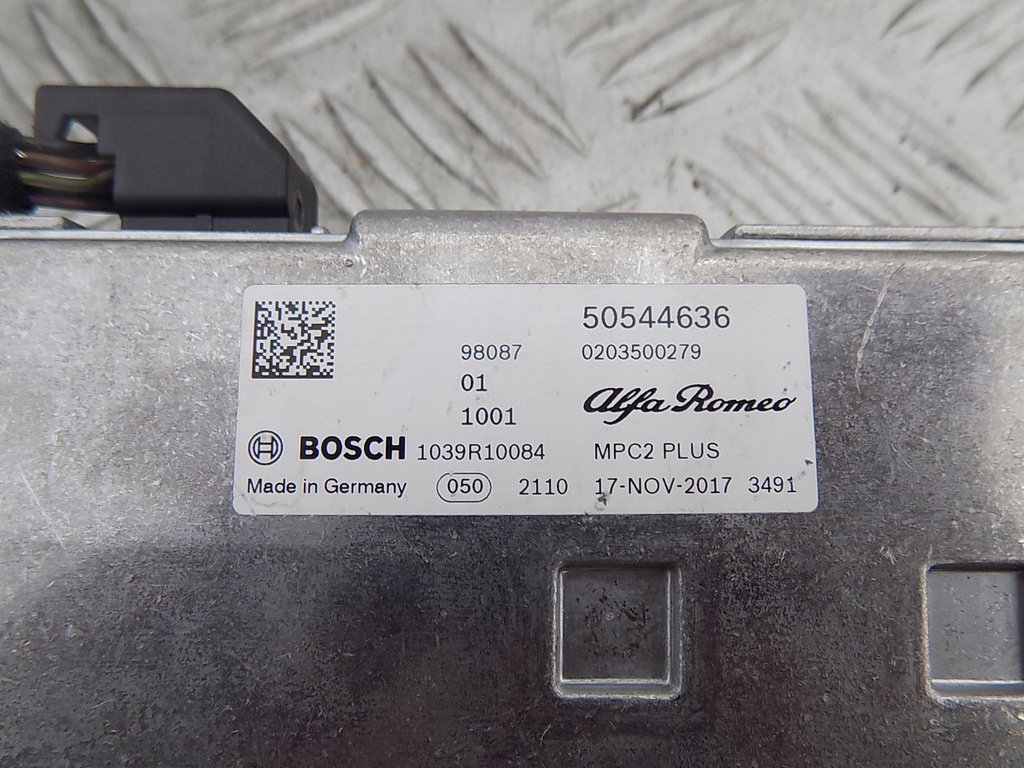 50544636
98087 0203500279
01
Alfa Romeo
1001
BOSCH 1039R10084 MPC2 PLUS
Made in Germany 050 2110 17-NOV-2017 3491